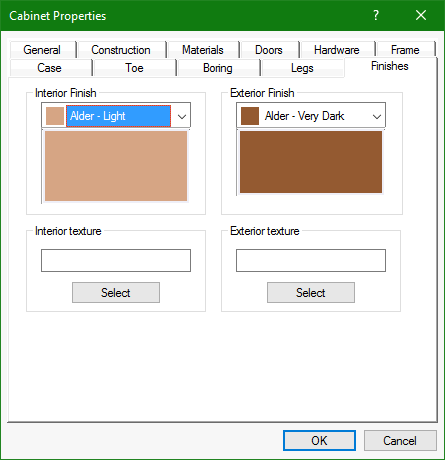 Cabinet Properties ?
General Construction Materials Doors Hardware Frame
Case Toe Boring Legs Finishes
Interior Finish Exterior Finish
Alder - Light Alder - Very Dark
Interior texture Exterior texture
Select Select
OK Cancel